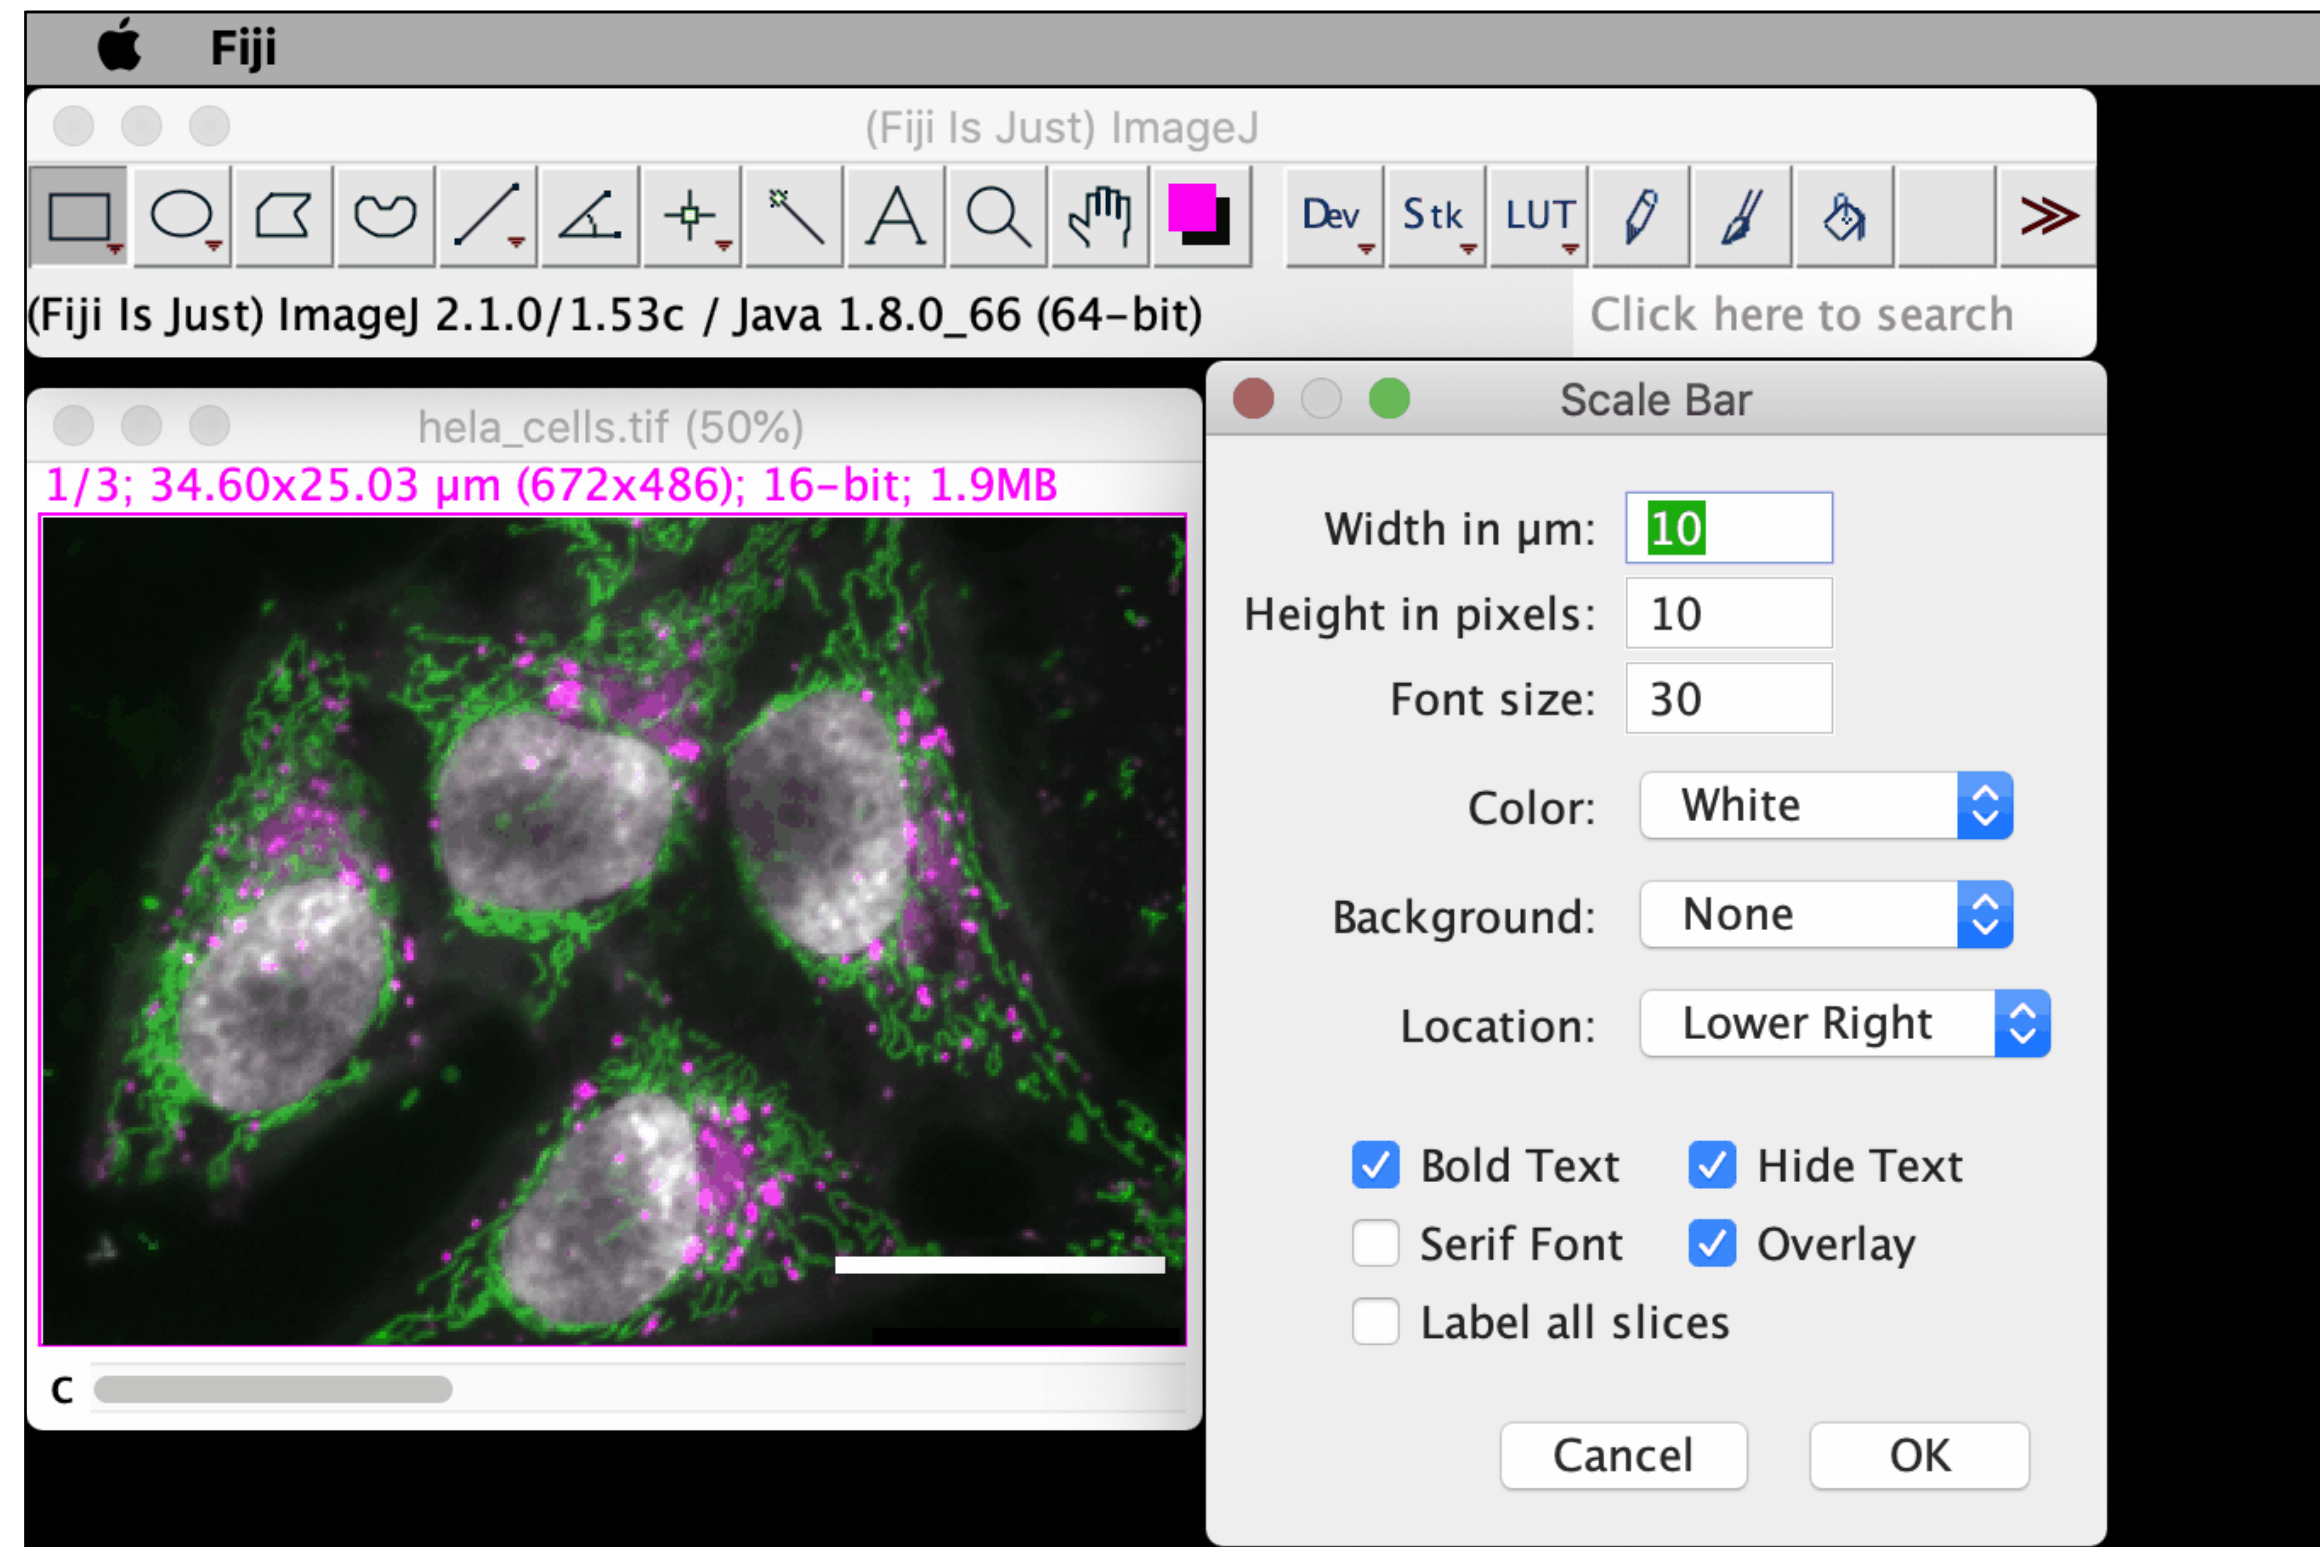 Fiji
(Fiji Is Just) ImageJ
A Dev Stk LUT
(Fiji Is Just) ImageJ 2.1.0/1.53c / Java 1.8.0_66 (64-bit)
Click here to search
hela_cells.tif (50%)
1/3; 34.60x25.03 µm (672x486); 16-bit; 1.9MB
c
Scale Bar
Width in µm: 10
Height in pixels: 10
Font size: 30
Color: White
Background: None
Location: Lower Right
Bold Text Hide Text
Serif Font Overlay
Label all slices
Cancel OK